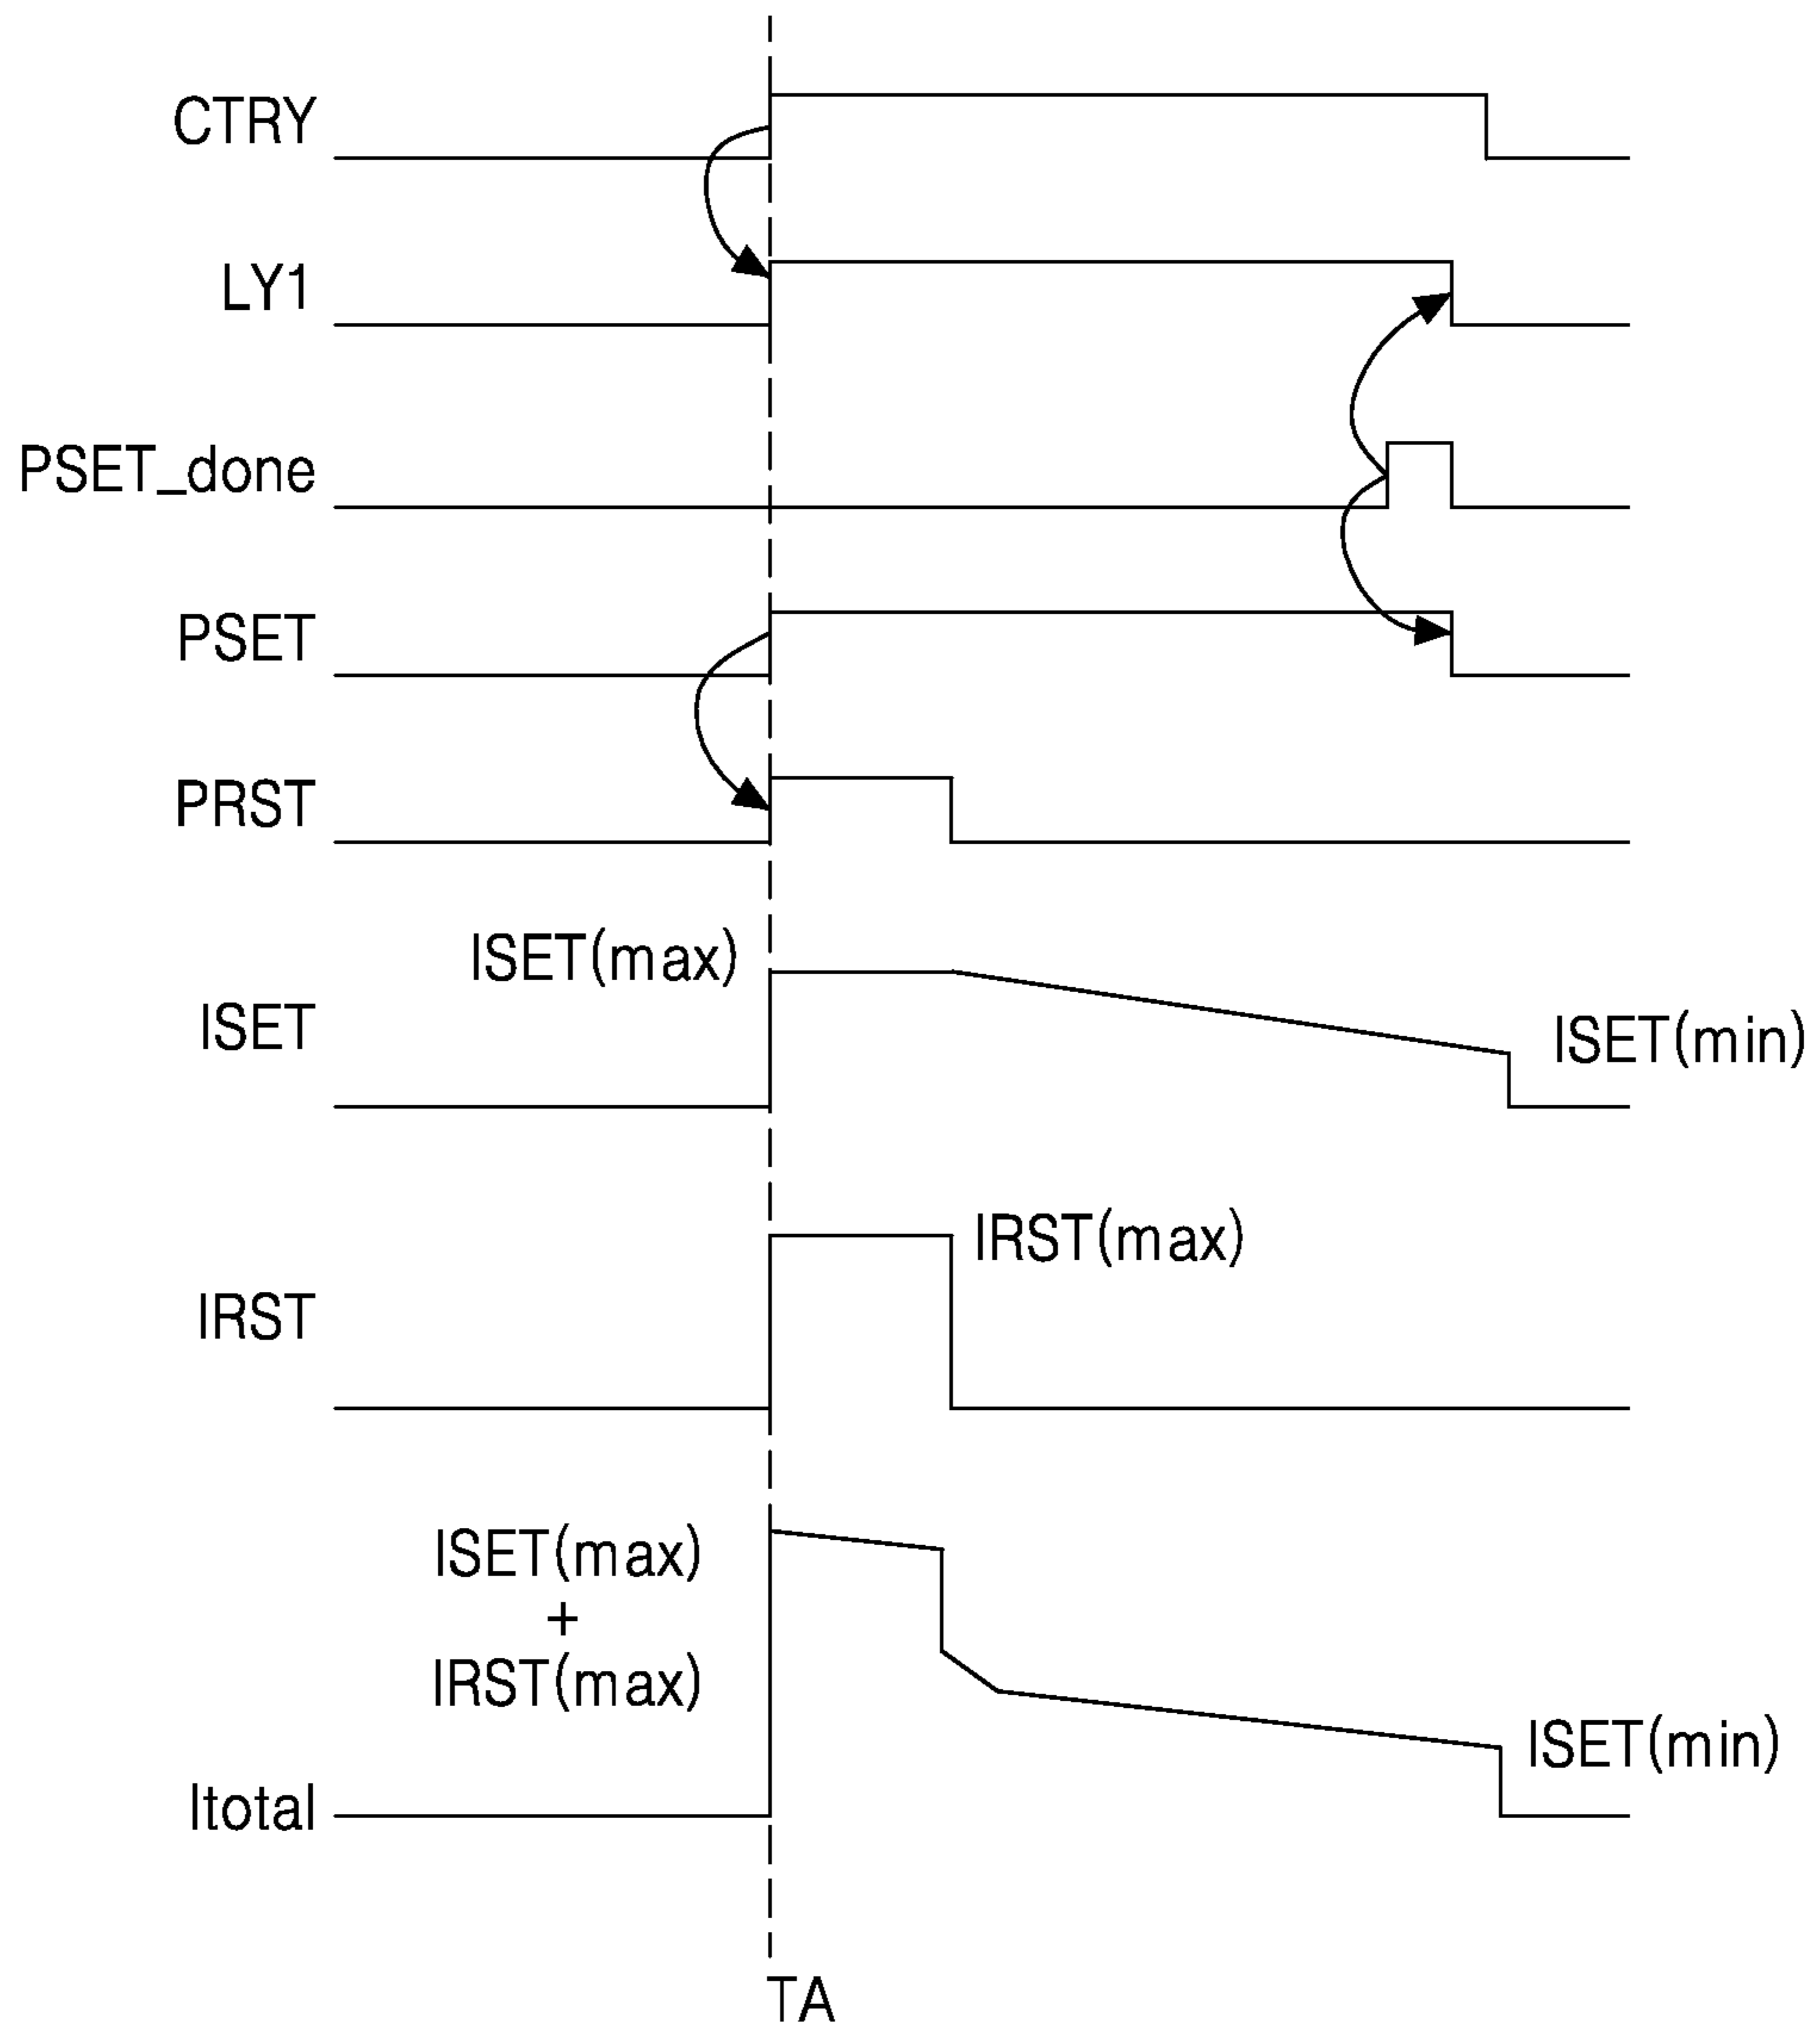 CTRY
LY1
PSET_done
PSET
PRST
ISET(max)
ISET
ISET(min)
IRST(max)
IRST
ISET(max)
+
IRST(max)
ISET(min)
Itotal
TA